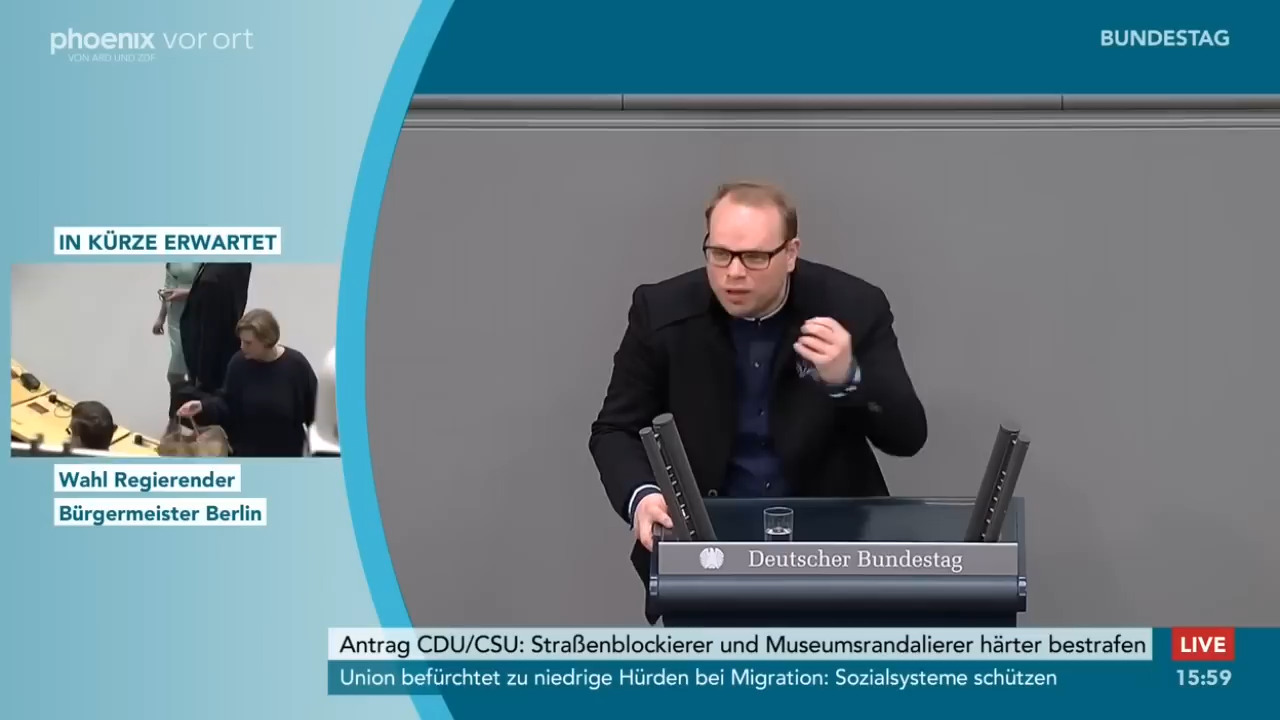 phoenix vor ort
VON ARD UND ZDF
BUNDESTAG
IN KÜRZE ERWARTET
Wahl Regierender
Bürgermeister Berlin
Deutscher Bundestag
Antrag CDU/CSU: Straßenblockierer und Museumsrandalierer härter bestrafen
LIVE
Union befürchtet zu niedrige Hürden bei Migration: Sozialsysteme schützen
15:59